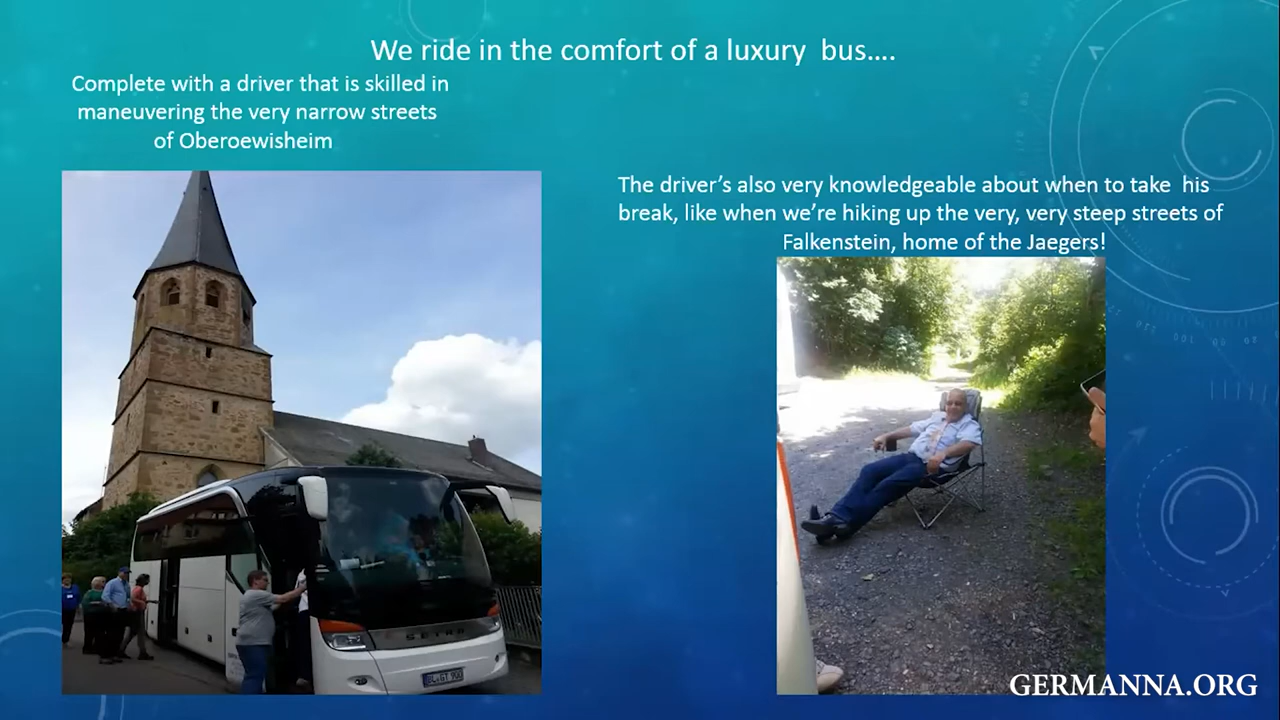 We ride in the comfort of a luxury bus....
Complete with a driver that is skilled in
maneuvering the very narrow streets
of Oberoewisheim
The driver's also very knowledgeable about when to take his
break, like when we're hiking up the very, very steep streets of
Falkenstein, home of the Jaegers!
SETRA
GERMANNA.ORG